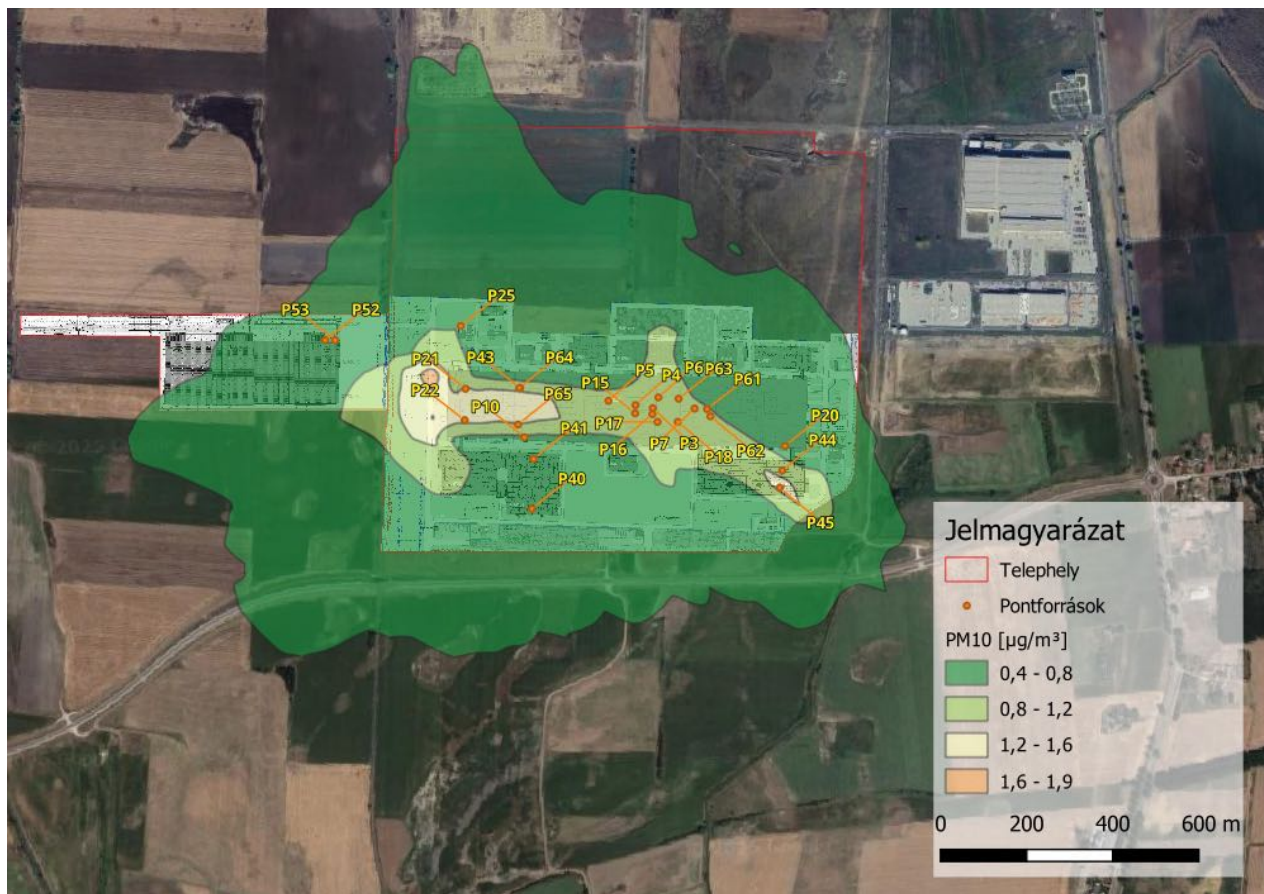 P53
P52
P25
P21
P43
P64
P22
P10
P65
P15
P5
P4
P6
P63
P61
P41
P17
P16
P7
P3
P18
P62
P20
P44
P40
P45
Jelmagyarázat
Telephely
Pontforrások
PM10 [µg/m³]
0,4 - 0,8
0,8 - 1,2
1,2 - 1,6
1,6 - 1,9
0 200 400 600 m